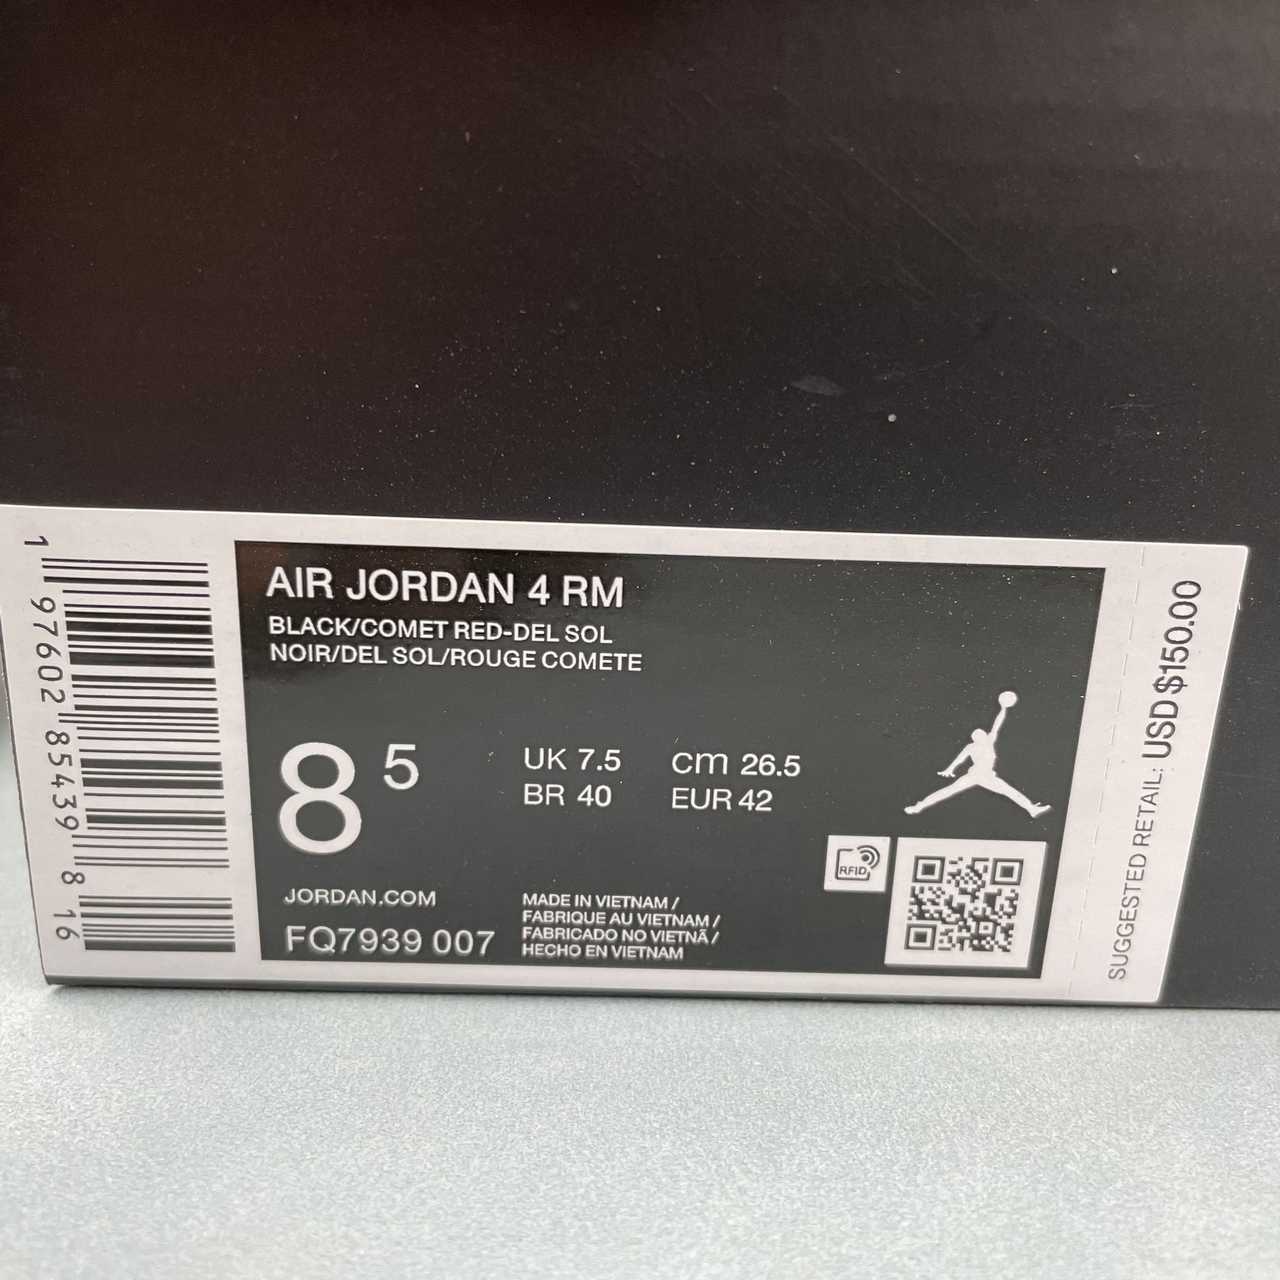 AIR JORDAN 4 RM
BLACK/COMET RED-DEL SOL
NOIR/DEL SOL/ROUGE COMETE
8 5
UK 7.5
BR 40
cm 26.5
EUR 42
JORDAN.COM
FQ7939 007
MADE IN VIETNAM /
FABRIQUE AU VIETNAM /
FABRICADO NO VIETNÃ /
HECHO EN VIETNAM
RFID
SUGGESTED RETAIL: USD $150.00
1 97602 85439 8 16